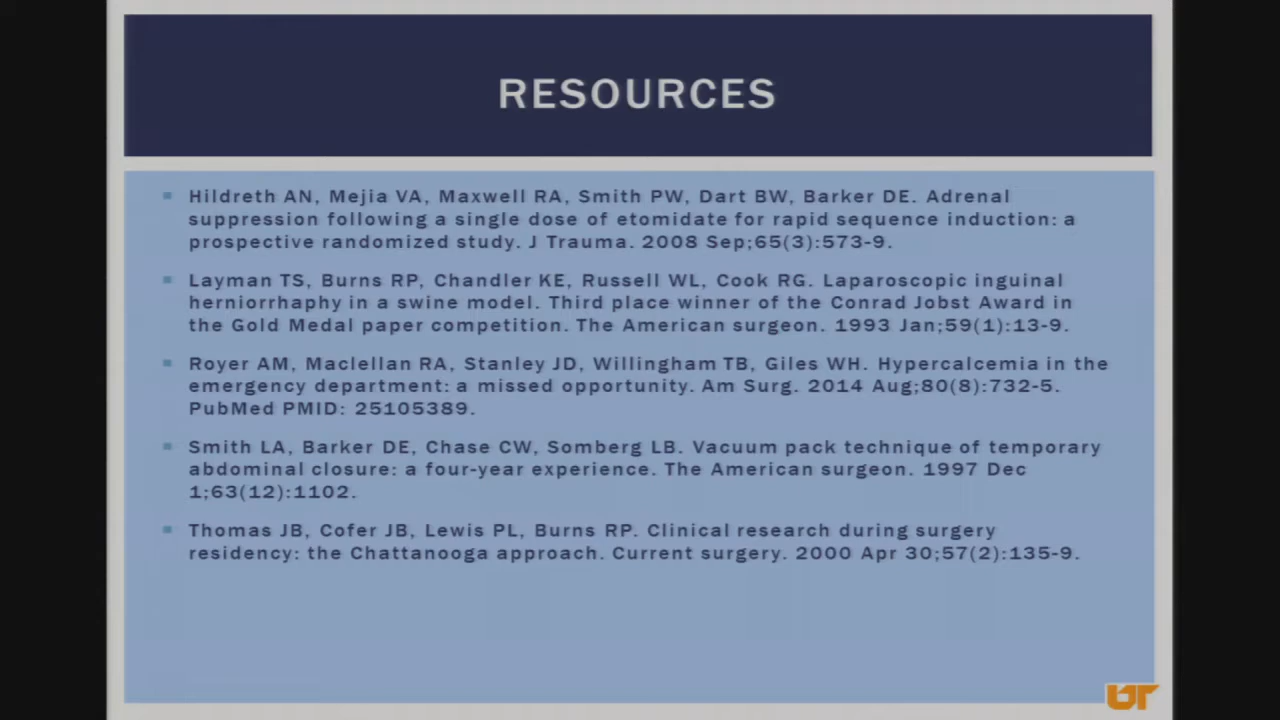 RESOURCES
Hildreth AN, Mejia VA, Maxwell RA, Smith PW, Dart BW, Barker DE. Adrenal
suppression following a single dose of etomidate for rapid sequence induction: a
prospective randomized study. J Trauma. 2008 Sep;65(3):573-9.
Layman TS, Burns RP, Chandler KE, Russell WL, Cook RG. Laparoscopic inguinal
herniorrhaphy in a swine model. Third place winner of the Conrad Jobst Award in
the Gold Medal paper competition. The American surgeon. 1993 Jan;59(1):13-9.
Royer AM, Maclellan RA, Stanley JD, Willingham TB, Giles WH. Hypercalcemia in the
emergency department: a missed opportunity. Am Surg. 2014 Aug;80(8):732-5.
PubMed PMID: 25105389.
Smith LA, Barker DE, Chase CW, Somberg LB. Vacuum pack technique of temporary
abdominal closure: a four-year experience. The American surgeon. 1997 Dec
1;63(12):1102.
Thomas JB, Cofer JB, Lewis PL, Burns RP. Clinical research during surgery
residency: the Chattanooga approach. Current surgery. 2000 Apr 30;57(2):135-9.
UT